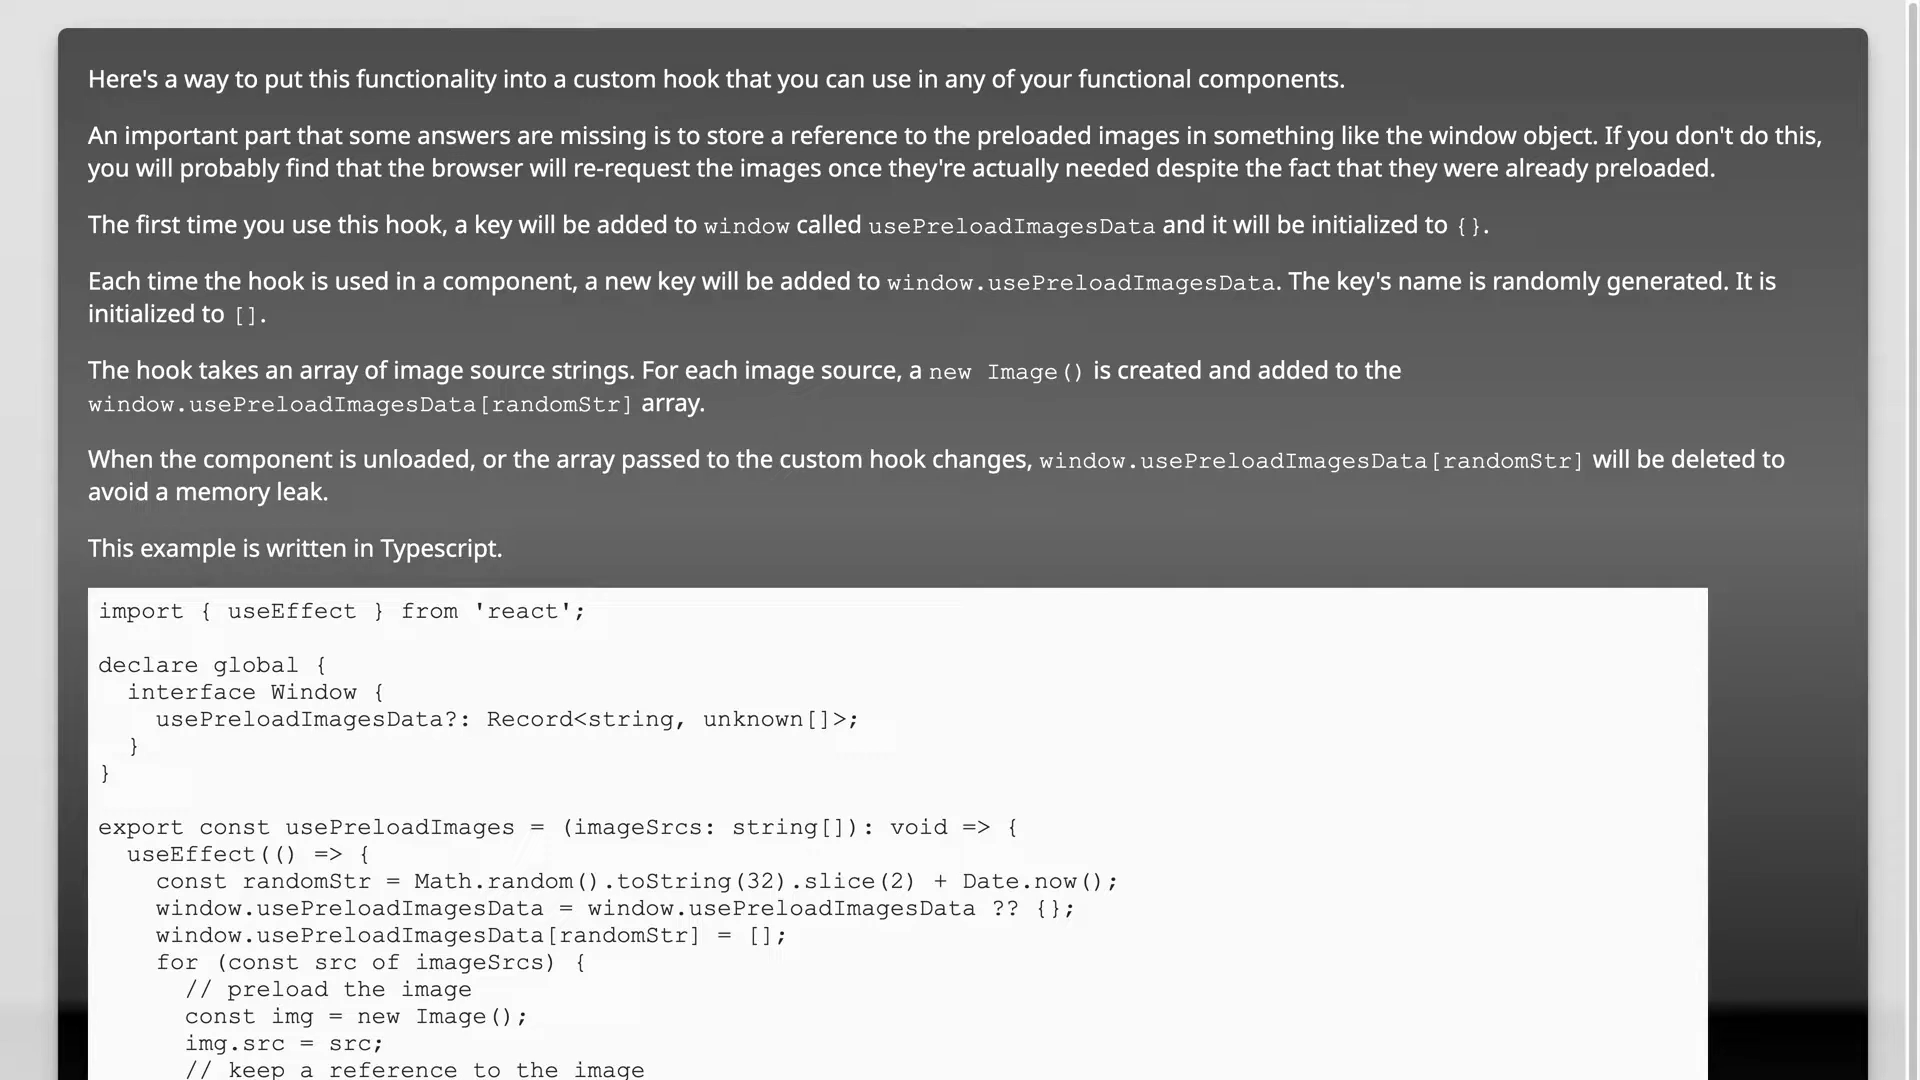 Here's a way to put this functionality into a custom hook that you can use in any of your functional components.
An important part that some answers are missing is to store a reference to the preloaded images in something like the window object. If you don't do this,
you will probably find that the browser will re-request the images once they're actually needed despite the fact that they were already preloaded.
The first time you use this hook, a key will be added to window called usePreloadImagesData and it will be initialized to {}.
Each time the hook is used in a component, a new key will be added to window.usePreloadImagesData. The key's name is randomly generated. It is
initialized to [].
The hook takes an array of image source strings. For each image source, a new Image() is created and added to the
window.usePreloadImagesData[randomStr] array.
When the component is unloaded, or the array passed to the custom hook changes, window.usePreloadImagesData[randomStr] will be deleted to
avoid a memory leak.
This example is written in Typescript.
import { useEffect } from 'react';
declare global {
  interface Window {
    usePreloadImagesData?: Record<string, unknown[]>;
  }
}
export const usePreloadImages = (imageSrcs: string[]): void => {
  useEffect(() => {
    const randomStr = Math.random().toString(32).slice(2) + Date.now();
    window.usePreloadImagesData = window.usePreloadImagesData ?? {};
    window.usePreloadImagesData[randomStr] = [];
    for (const src of imageSrcs) {
      // preload the image
      const img = new Image();
      img.src = src;
      // keep a reference to the image